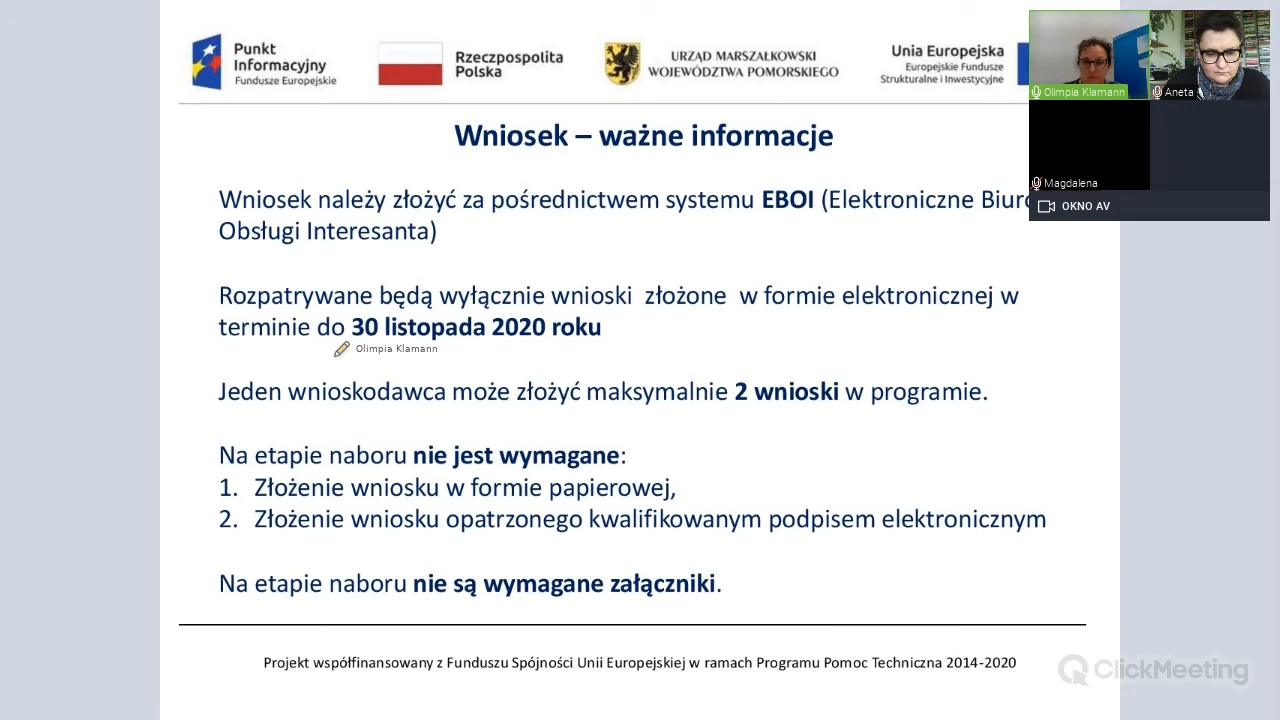 Punkt
Informacyjny
Fundusze Europejskie
Rzeczpospolita
Polska
URZĄD MARSZAŁKOWSKI
WOJEWÓDZTWA POMORSKIEGO
Unia Europejska
Europejskie Fundusze
Strukturalne i Inwestycyjne
Olimpia Klamann
Aneta
Magdalena
OKNO AV
Wniosek – ważne informacje
Wniosek należy złożyć za pośrednictwem systemu EBOI (Elektroniczne Biuro
Obsługi Interesanta)
Rozpatrywane będą wyłącznie wnioski złożone w formie elektronicznej w
terminie do 30 listopada 2020 roku
Olimpia Klamann
Jeden wnioskodawca może złożyć maksymalnie 2 wnioski w programie.
Na etapie naboru nie jest wymagane:
1. Złożenie wniosku w formie papierowej,
2. Złożenie wniosku opatrzonego kwalifikowanym podpisem elektronicznym
Na etapie naboru nie są wymagane załączniki.
Projekt współfinansowany z Funduszu Spójności Unii Europejskiej w ramach Programu Pomoc Techniczna 2014-2020
ClickMeeting